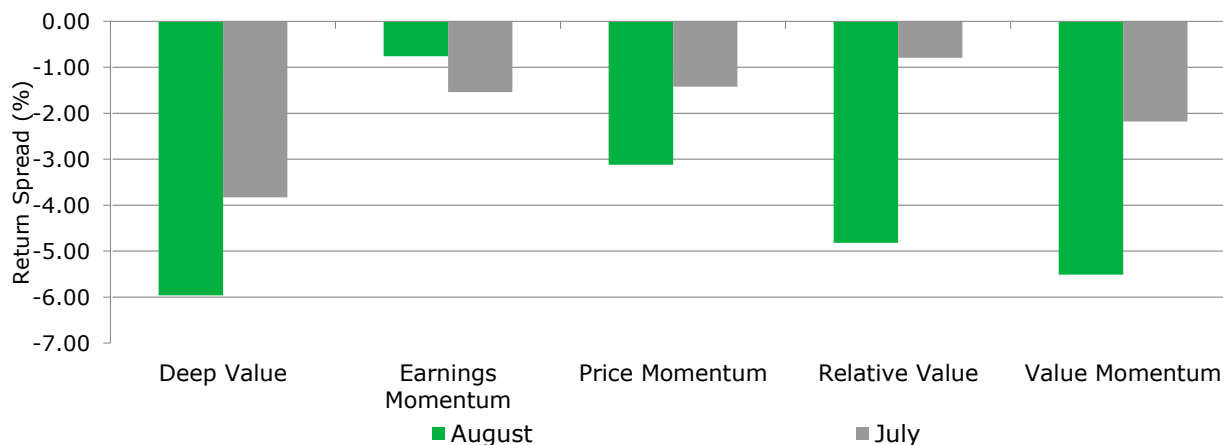 Return Spread (%)
0.00
-1.00
-2.00
-3.00
-4.00
-5.00
-6.00
-7.00
Deep Value
Earnings
Momentum
Price Momentum
Relative Value
Value Momentum
August
July